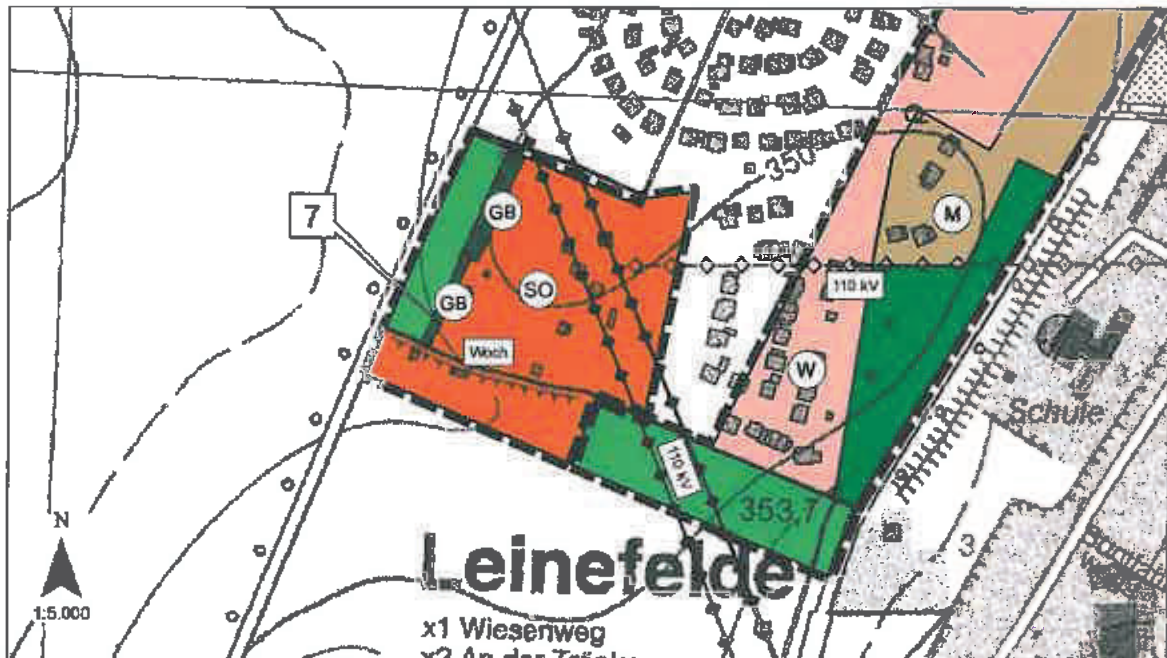 350
7
GB
M
110 kV
SO
GB
Woch
W
Schule
110 kV
353,7
3
N
Leinefelde
1:5.000
x1 Wiesenweg